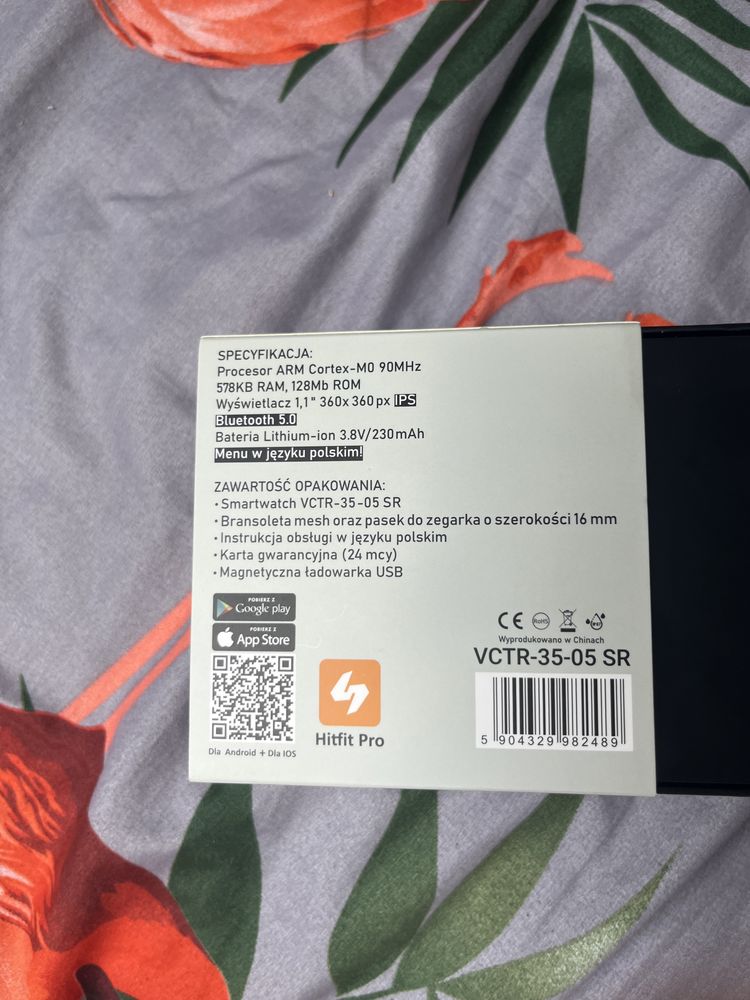 SPECYFIKACJA:
Procesor ARM Cortex-M0 90MHz
578KB RAM, 128Mb ROM
Wyświetlacz 1,1" 360x360px IPS
Bluetooth 5.0
Bateria Lithium-ion 3.8V/230mAh
Menu w języku polskim!
ZAWARTOŚĆ OPAKOWANIA:
• Smartwatch VCTR-35-05 SR
• Bransoleta mesh oraz pasek do zegarka o szerokości 16 mm
• Instrukcja obsługi w języku polskim
• Karta gwarancyjna (24 mcy)
• Magnetyczna ładowarka USB
POBIERZ Z
Google play
POBIERZ Z
App Store
Dla Android + Dla IOS
Hitfit Pro
CE RoHS
Wyprodukowano w Chinach
VCTR-35-05 SR
5 904329 982489